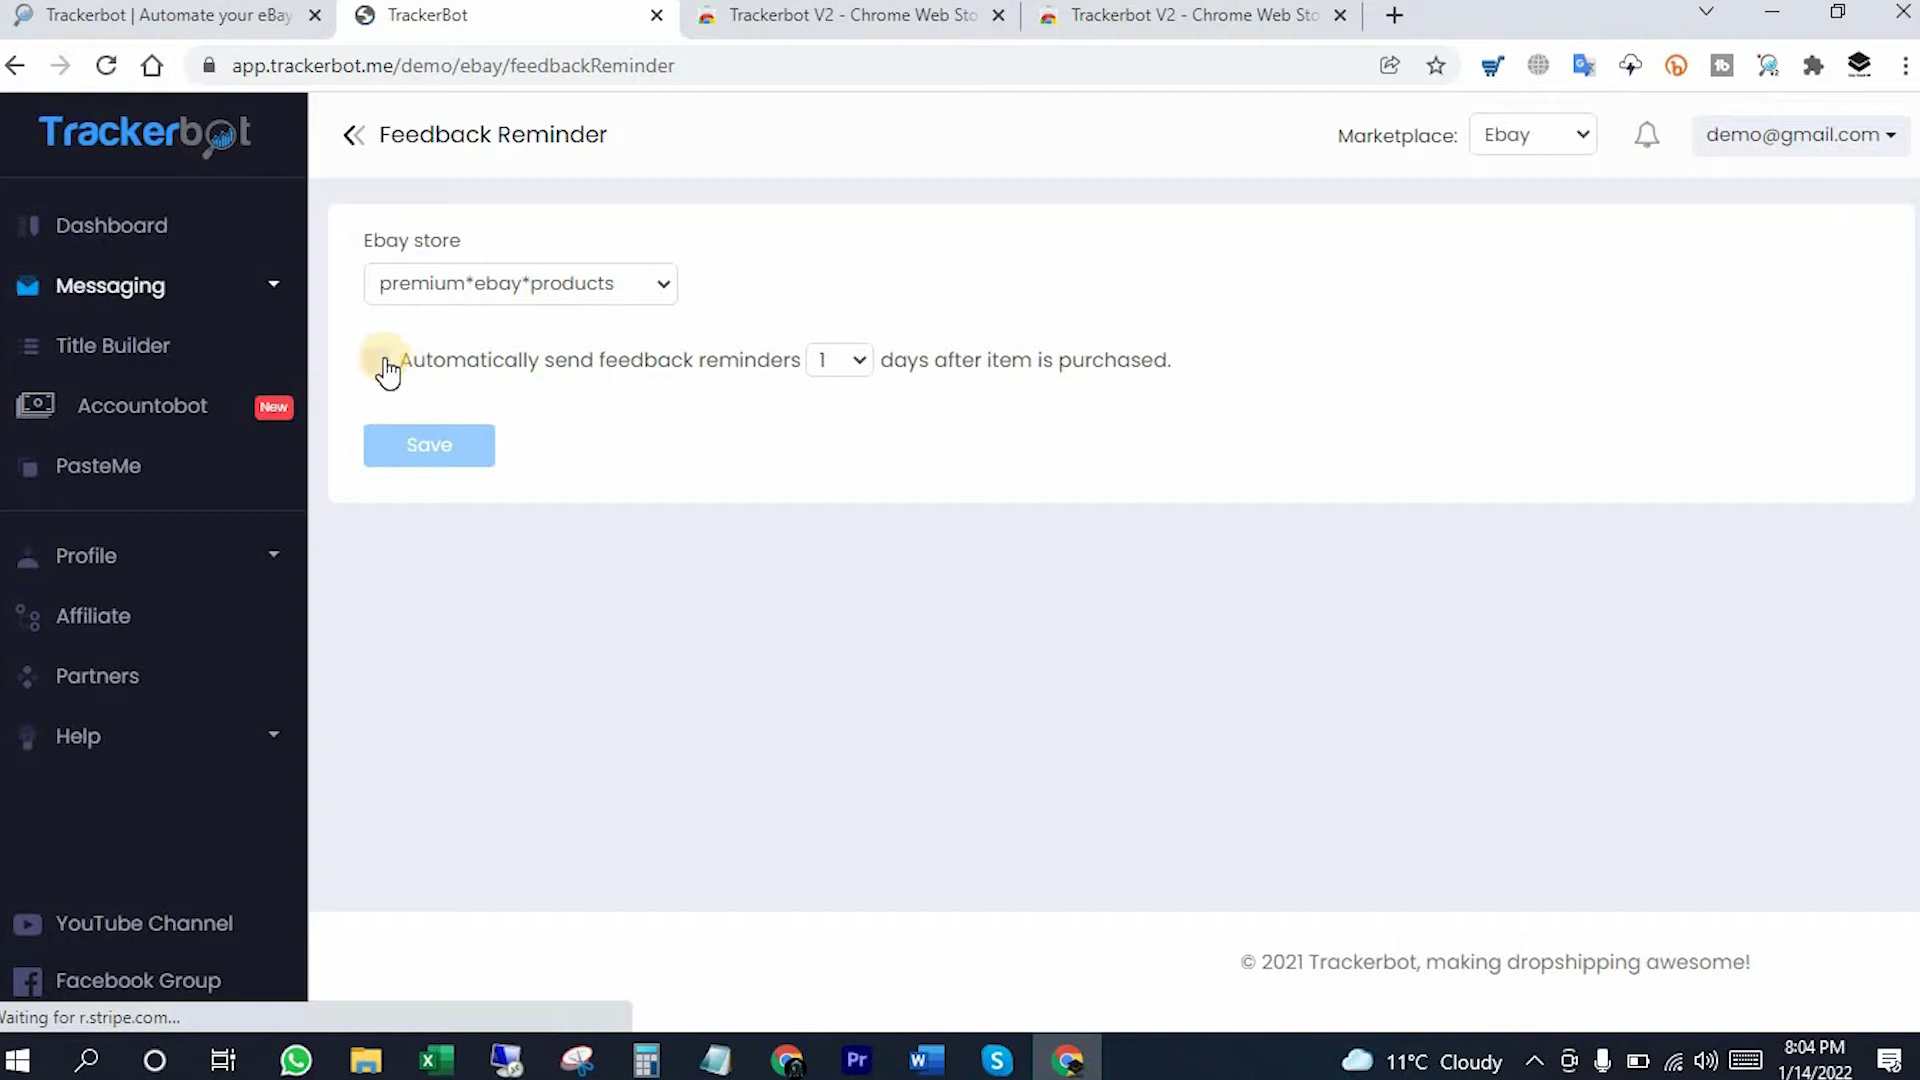 Trackerbot | Automate your eBay
TrackerBot
Trackerbot V2 - Chrome Web Sto
Trackerbot V2 - Chrome Web Sto
app.trackerbot.me/demo/ebay/feedbackReminder
Trackerbot
Feedback Reminder
Marketplace: Ebay
demo@gmail.com
Dashboard
Messaging
Title Builder
Accountobot New
PasteMe
Profile
Affiliate
Partners
Help
YouTube Channel
Facebook Group
Ebay store
premium*ebay*products
Automatically send feedback reminders 1 days after item is purchased.
Save
© 2021 Trackerbot, making dropshipping awesome!
Waiting for r.stripe.com...
11°C Cloudy
8:04 PM
1/14/2022